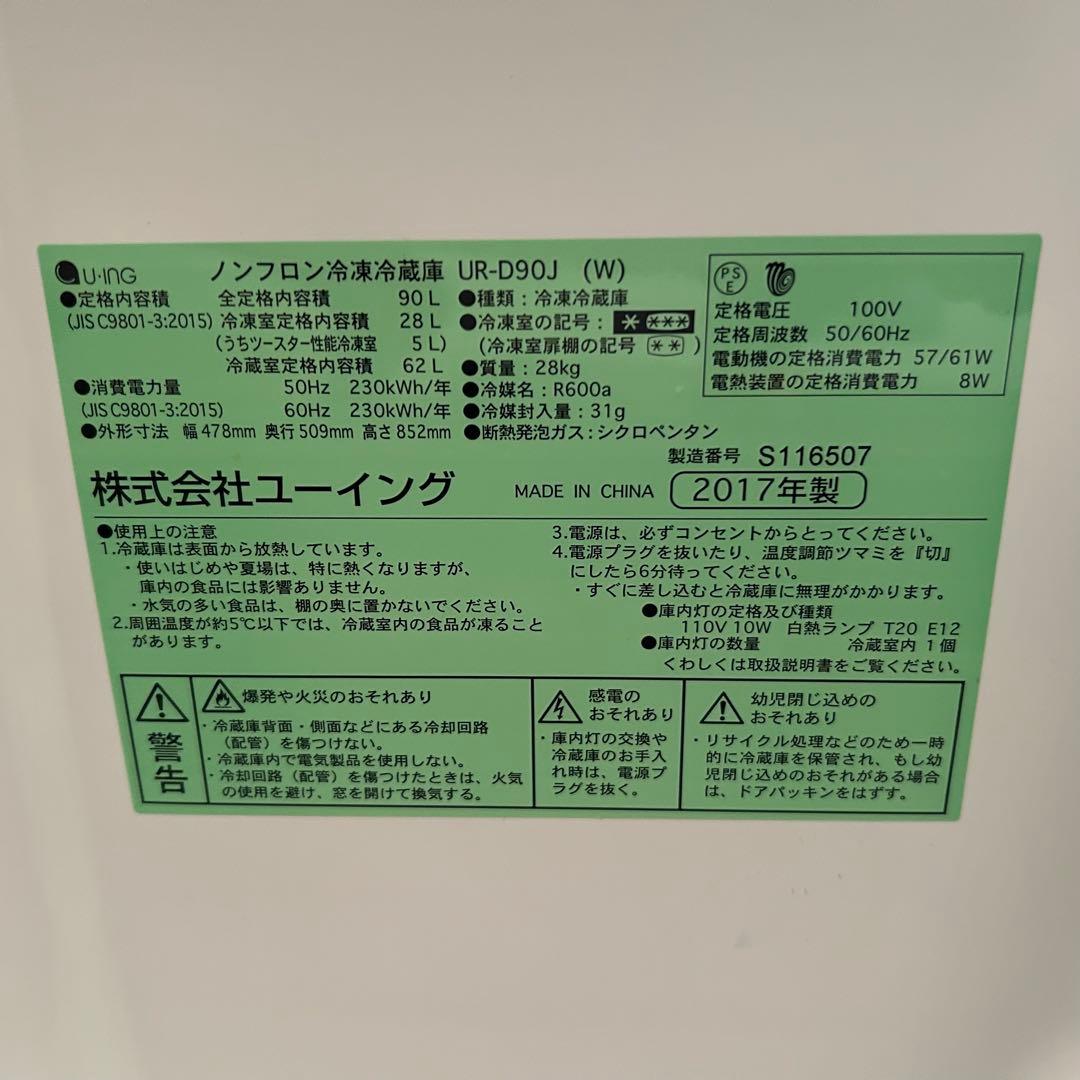 U·ING ノンフロン冷凍冷蔵庫 UR-D90J (W)
●定格内容積 全定格内容積 90 L
(JIS C9801-3:2015) 冷凍室定格内容積 28 L
(うちツースター性能冷凍室 5 L)
冷蔵室定格内容積 62 L
●消費電力量 50Hz 230kWh/年
(JIS C9801-3:2015) 60Hz 230kWh/年
●外形寸法 幅 478mm 奥行 509mm 高さ 852mm
●種類：冷凍冷蔵庫
●冷凍室の記号：* ***
(冷凍室扉棚の記号 ** )
●質量：28kg
●冷媒名：R600a
●冷媒封入量：31g
●断熱発泡ガス：シクロペンタン
PSE
定格電圧 100V
定格周波数 50/60Hz
電動機の定格消費電力 57/61W
電熱装置の定格消費電力 8W
製造番号 S116507
株式会社ユーイング MADE IN CHINA 2017年製
●使用上の注意
1.冷蔵庫は表面から放熱しています。
・使いはじめや夏場は、特に熱くなりますが、
庫内の食品には影響ありません。
・水気の多い食品は、棚の奥に置かないでください。
2.周囲温度が約5℃以下では、冷蔵室内の食品が凍ること
があります。
3.電源は、必ずコンセントからとってください。
4.電源プラグを抜いたり、温度調節ツマミを『切』
にしたら6分待ってください。
・すぐに差し込むと冷蔵庫に無理がかかります。
●庫内灯の定格及び種類
110V 10W 白熱ランプ T20 E12
●庫内灯の数量 冷蔵室内 1 個
くわしくは取扱説明書をご覧ください。
警告
爆発や火災のおそれあり
・冷蔵庫背面・側面などにある冷却回路
（配管）を傷つけない。
・冷蔵庫内で電気製品を使用しない。
・冷却回路（配管）を傷つけたときは、火気
の使用を避け、窓を開けて換気する。
感電の
おそれあり
・庫内灯の交換や
冷蔵庫のお手入
れ時は、電源プ
ラグを抜く。
幼児閉じ込めの
おそれあり
・リサイクル処理などのため一時
的に冷蔵庫を保管され、もし幼
児閉じ込めのおそれがある場合
は、ドアパッキンをはずす。